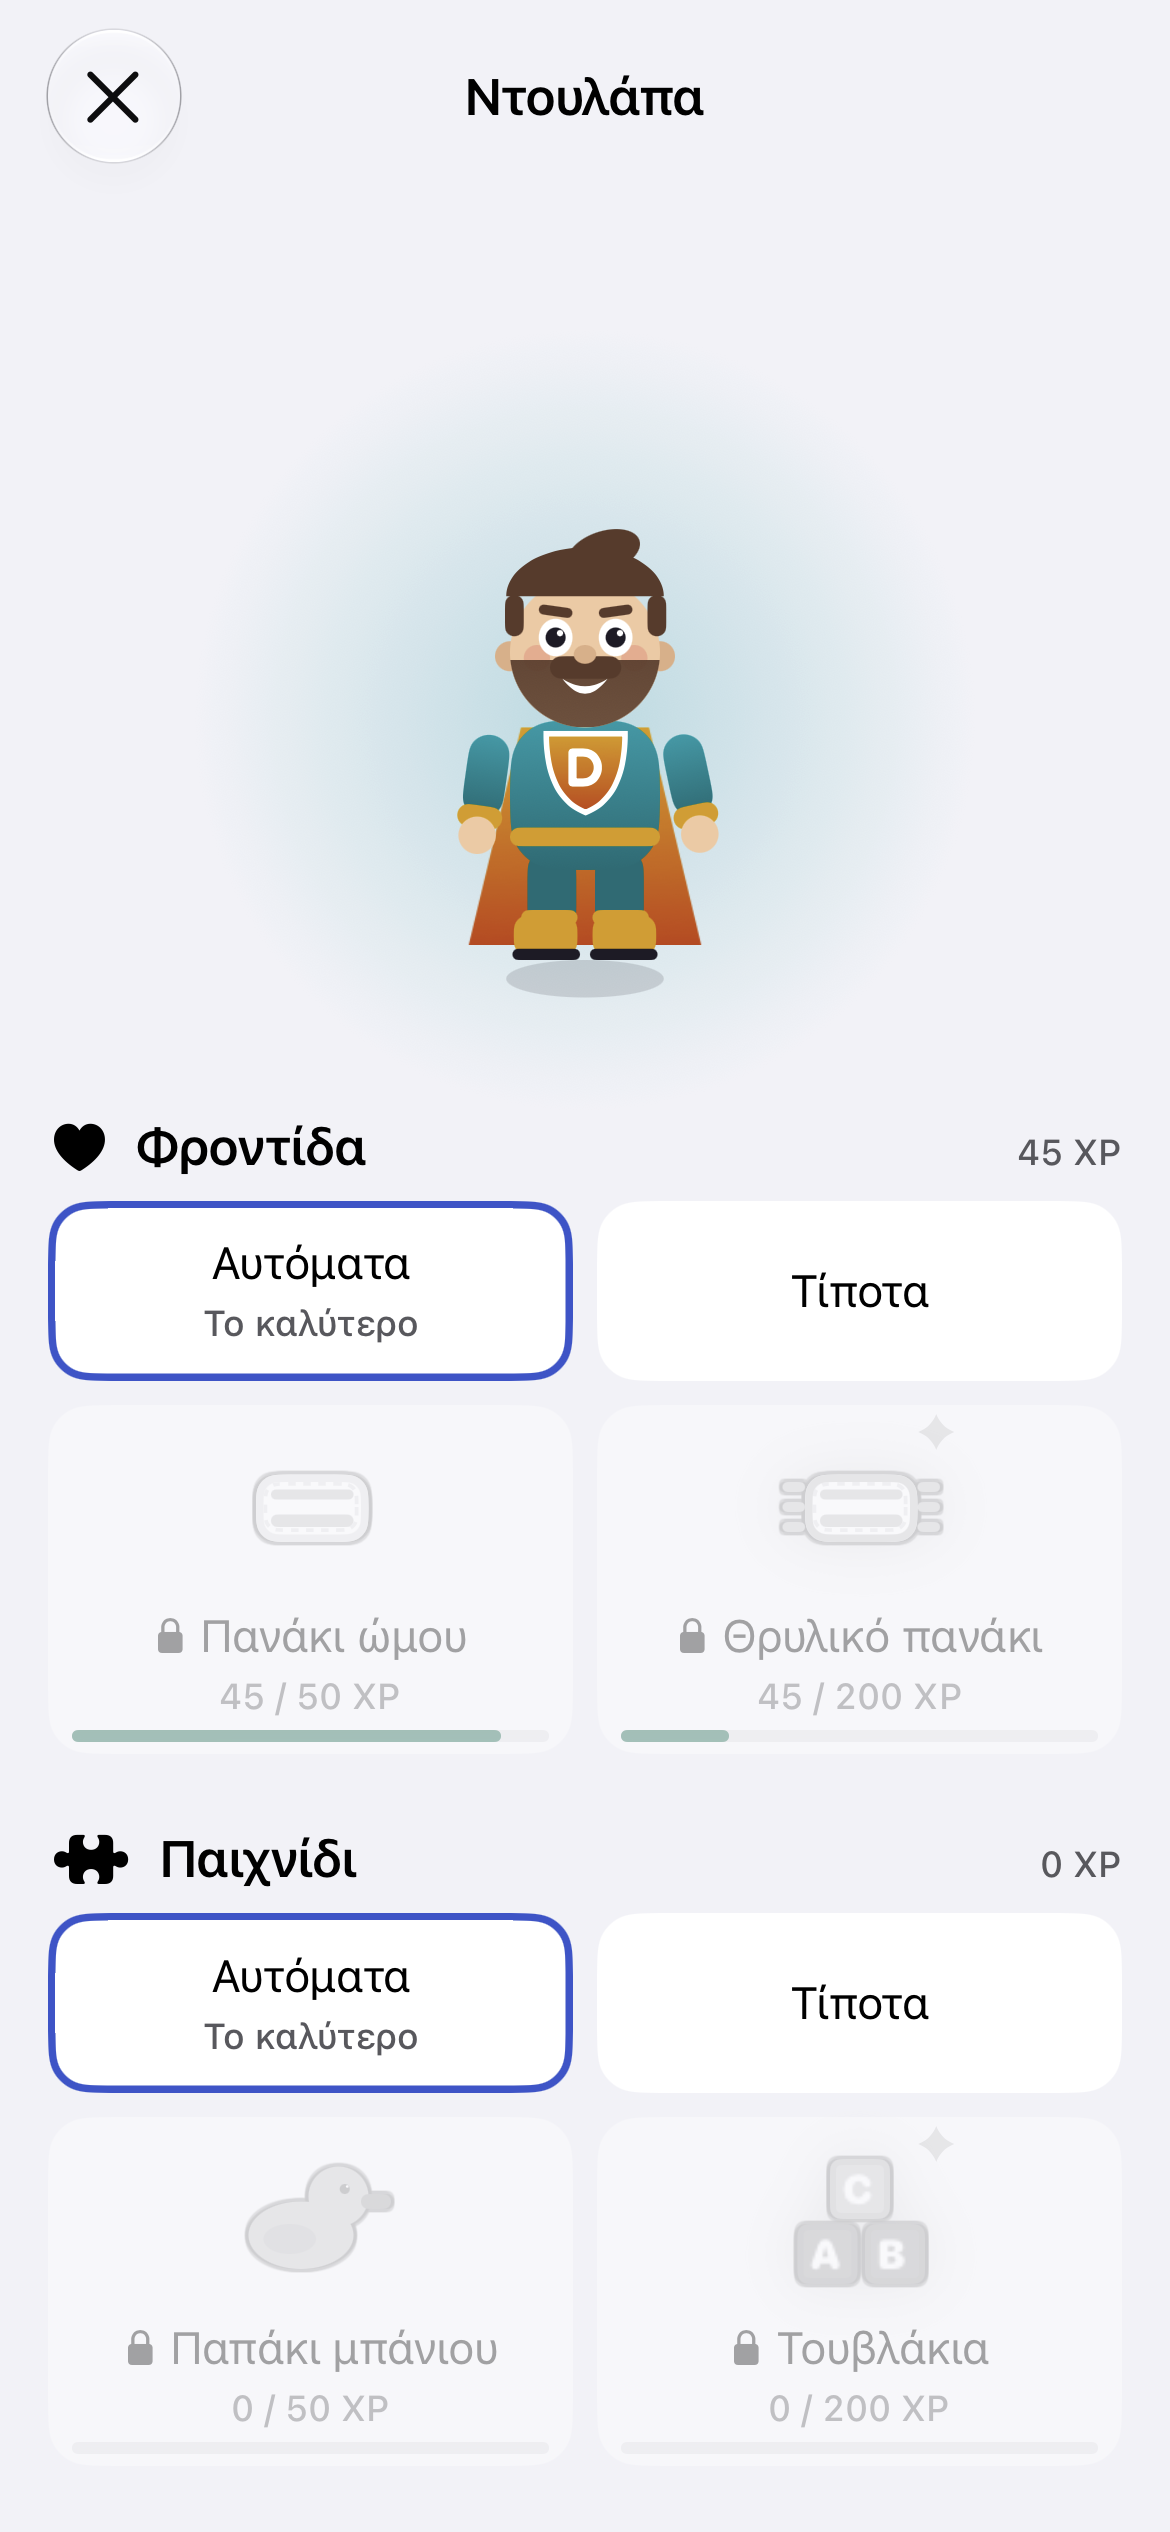 Ντουλάπα
D
Φροντίδα
45 XP
Αυτόματα
Το καλύτερο
Τίποτα
Πανάκι ώμου
45 / 50 XP
Θρυλικό πανάκι
45 / 200 XP
Παιχνίδι
0 XP
Αυτόματα
Το καλύτερο
Τίποτα
Παπάκι μπάνιου
0 / 50 XP
C
A B
Τουβλάκια
0 / 200 XP